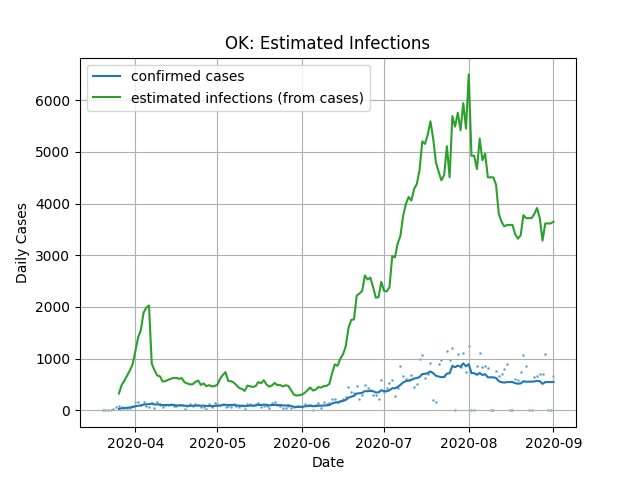 OK: Estimated Infections
confirmed cases
estimated infections (from cases)
6000
5000
4000
3000
2000
1000
0
Daily Cases
2020-04
2020-05
2020-06
2020-07
2020-08
2020-09
Date